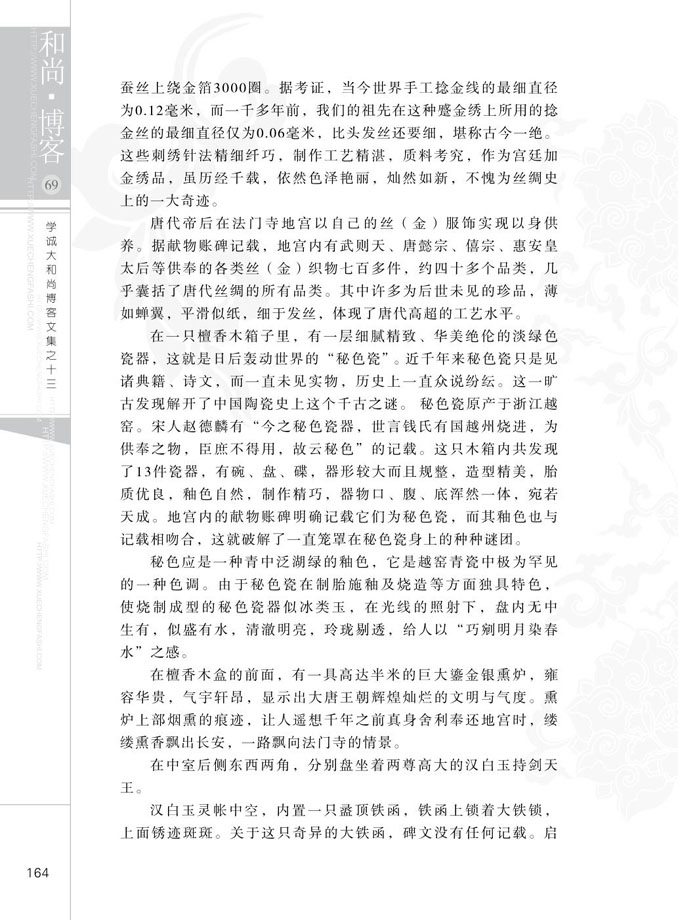 和尚·博客
69
学诚大和尚博客文集之十三
蚕丝上绕金箔3000圈。据考证，当今世界手工捻金线的最细直径
为0.12毫米，而一千多年前，我们的祖先在这种蹙金绣上所用的捻
金丝的最细直径仅为0.06毫米，比头发丝还要细，堪称古今一绝。
这些刺绣针法精细纤巧，制作工艺精湛，质料考究，作为宫廷加
金绣品，虽历经千载，依然色泽艳丽，灿然如新，不愧为丝绸史
上的一大奇迹。
唐代帝后在法门寺地宫以自己的丝（金）服饰实现以身供
养。据献物账碑记载，地宫内有武则天、唐懿宗、僖宗、惠安皇
太后等供奉的各类丝（金）织物七百多件，约四十多个品类，几
乎囊括了唐代丝绸的所有品类。其中许多为后世未见的珍品，薄
如蝉翼，平滑似纸，细于发丝，体现了唐代高超的工艺水平。
在一只檀香木箱子里，有一层细腻精致、华美绝伦的淡绿色
瓷器，这就是日后轰动世界的“秘色瓷”。近千年来秘色瓷只是见
诸典籍、诗文，而一直未见实物，历史上一直众说纷纭。这一旷
古发现解开了中国陶瓷史上这个千古之谜。 秘色瓷原产于浙江越
窑。宋人赵德麟有“今之秘色瓷器，世言钱氏有国越州烧进，为
供奉之物，臣庶不得用，故云秘色”的记载。这只木箱内共发现
了13件瓷器，有碗、盘、碟，器形较大而且规整，造型精美，胎
质优良，釉色自然，制作精巧，器物口、腹、底浑然一体，宛若
天成。地宫内的献物账碑明确记载它们为秘色瓷，而其釉色也与
记载相吻合，这就破解了一直笼罩在秘色瓷身上的种种谜团。
秘色应是一种青中泛湖绿的釉色，它是越窑青瓷中极为罕见
的一种色调。由于秘色瓷在制胎施釉及烧造等方面独具特色，
使烧制成型的秘色瓷器似冰类玉，在光线的照射下，盘内无中
生有，似盛有水，清澈明亮，玲珑剔透，给人以“巧剜明月染春
水”之感。
在檀香木盒的前面，有一具高达半米的巨大鎏金银熏炉，雍
容华贵，气宇轩昂，显示出大唐王朝辉煌灿烂的文明与气度。熏
炉上部烟熏的痕迹，让人遥想千年之前真身舍利奉还地宫时，缕
缕熏香飘出长安，一路飘向法门寺的情景。
在中室后侧东西两角，分别盘坐着两尊高大的汉白玉持剑天
王。
汉白玉灵帐中空，内置一只盝顶铁函，铁函上锁着大铁锁，
上面锈迹斑斑。关于这只奇异的大铁函，碑文没有任何记载。启
164